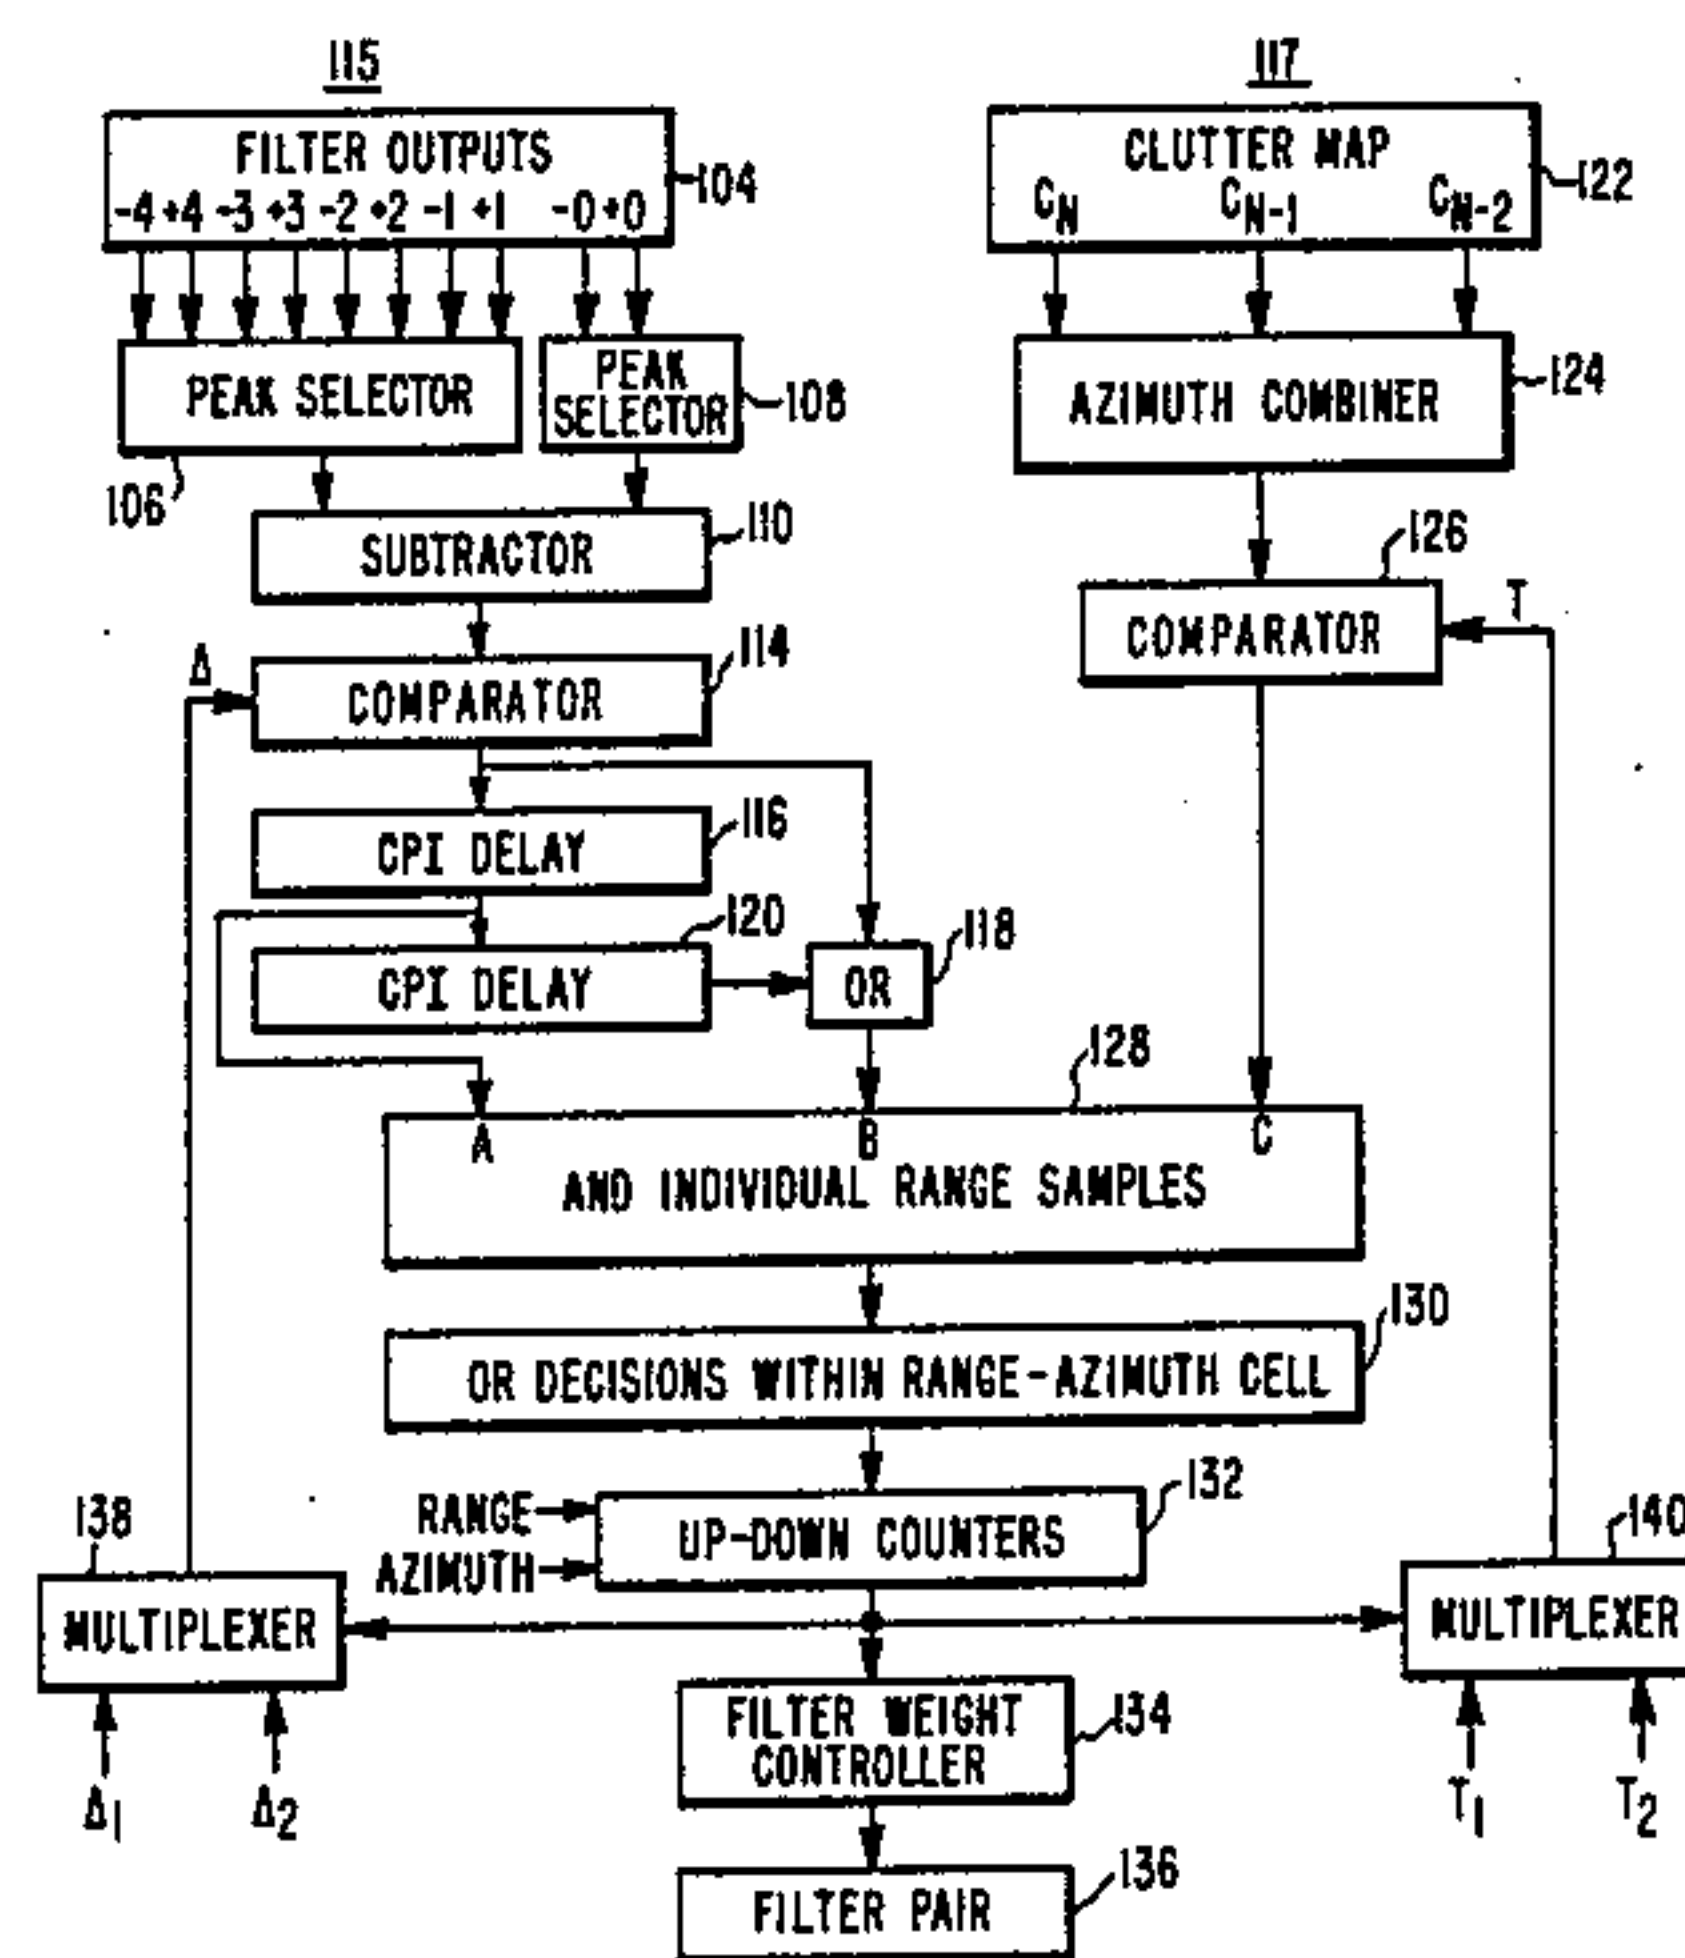 115
117
FILTER OUTPUTS
-4 +4 -3 +3 -2 +2 -1 +1 -0 +0
104
CLUTTER MAP
CN CN-1 CN-2
122
PEAK SELECTOR
106
PEAK
SELECTOR
108
AZIMUTH COMBINER
124
SUBTRACTOR
110
126
COMPARATOR
T
Δ
COMPARATOR
114
CPI DELAY
116
CPI DELAY
120
OR
118
128
A B C
AND INDIVIDUAL RANGE SAMPLES
OR DECISIONS WITHIN RANGE-AZIMUTH CELL
130
RANGE
AZIMUTH
UP-DOWN COUNTERS
132
138
MULTIPLEXER
140
MULTIPLEXER
Δ1 Δ2
T1 T2
FILTER WEIGHT
CONTROLLER
134
FILTER PAIR
136